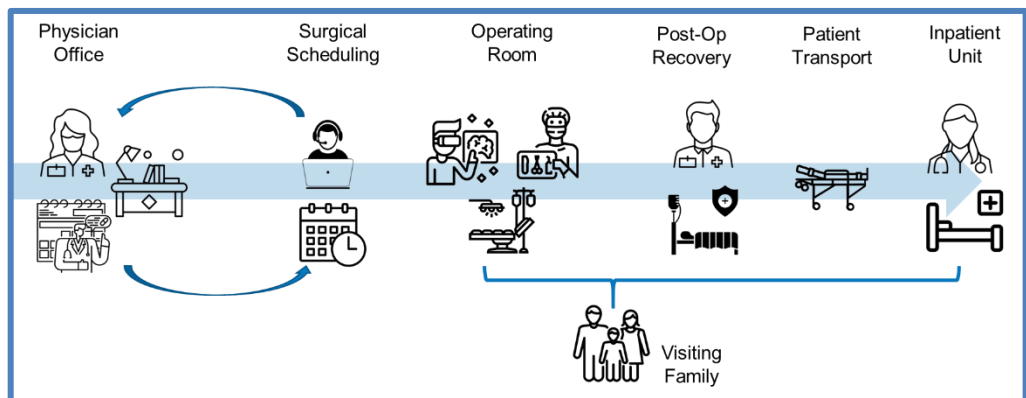 Physician
Office
Surgical
Scheduling
Operating
Room
Post-Op
Recovery
Patient
Transport
Inpatient
Unit
Visiting
Family